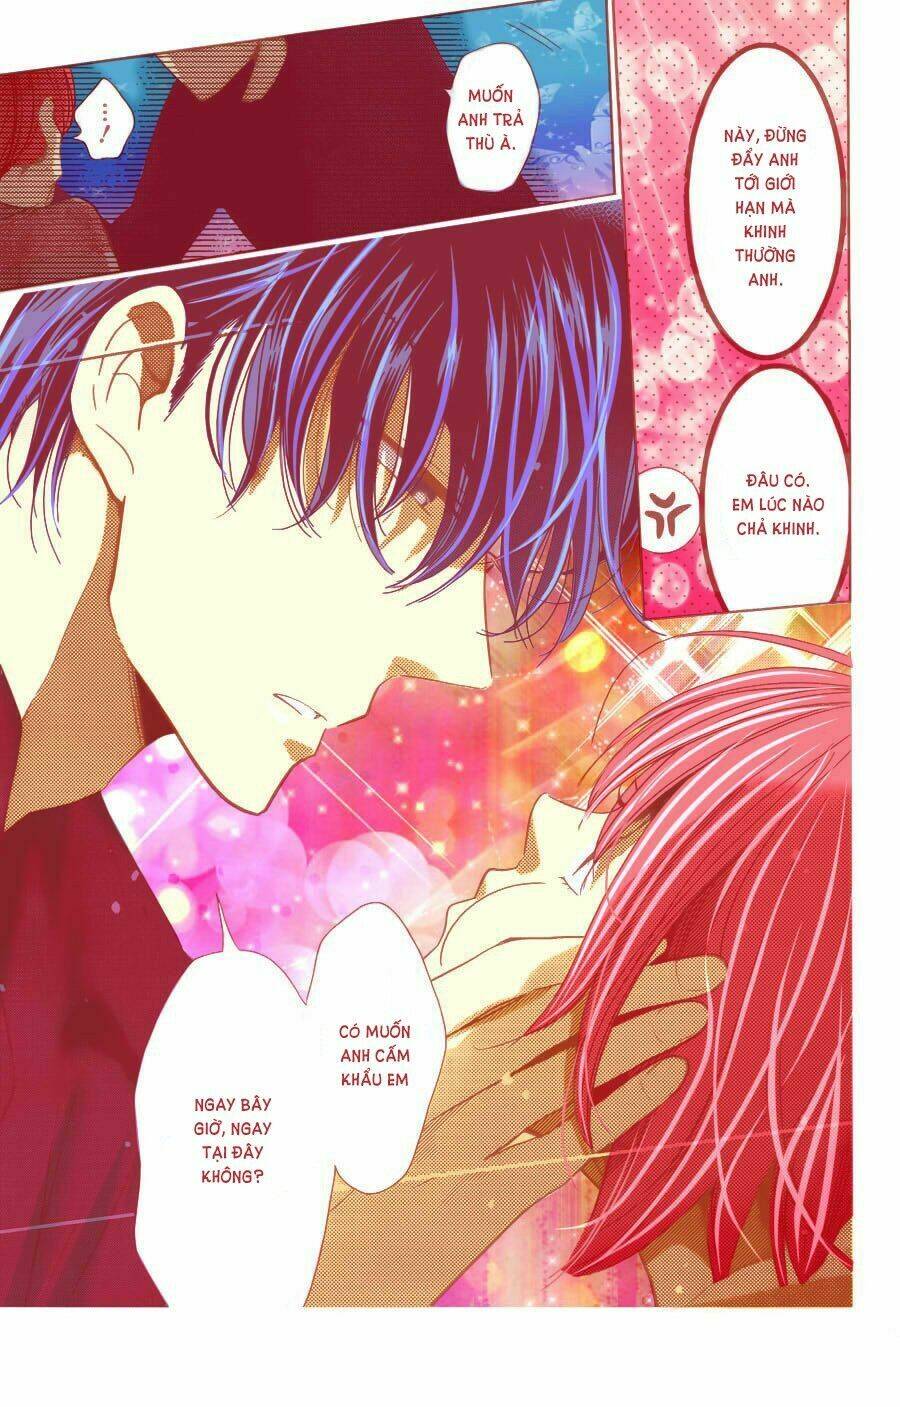 NÀY, ĐỪNG
ĐẨY ANH
TỚI GIỚI
HẠN MÀ
KHINH
THƯỜNG
ANH.
ĐÂU CÓ.
EM LÚC NÀO
CHẢ KHINH.
MUỐN
ANH TRẢ
THÙ À.
....!
CÓ MUỐN
ANH CẤM
KHẨU EM
NGAY BÂY
GIỜ, NGAY
TẠI ĐÂY
KHÔNG?